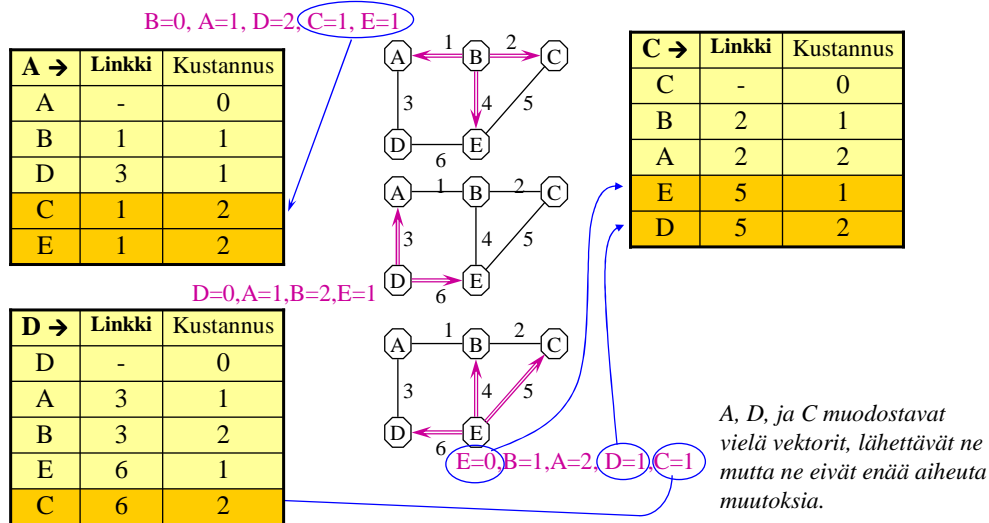 B=0, A=1, D=2, C=1, E=1
A → Linkki Kustannus
A - 0
B 1 1
D 3 1
C 1 2
E 1 2
A 1 B 2 C
3 4 5
D 6 E
C → Linkki Kustannus
C - 0
B 2 1
A 2 2
E 5 1
D 5 2
A 1 B 2 C
3 4 5
D 6 E
D=0,A=1,B=2,E=1
D → Linkki Kustannus
D - 0
A 3 1
B 3 2
E 6 1
C 6 2
A 1 B 2 C
3 4 5
D 6 E
E=0,B=1,A=2, D=1,C=1
A, D, ja C muodostavat
vielä vektorit, lähettävät ne
mutta ne eivät enää aiheuta
muutoksia.